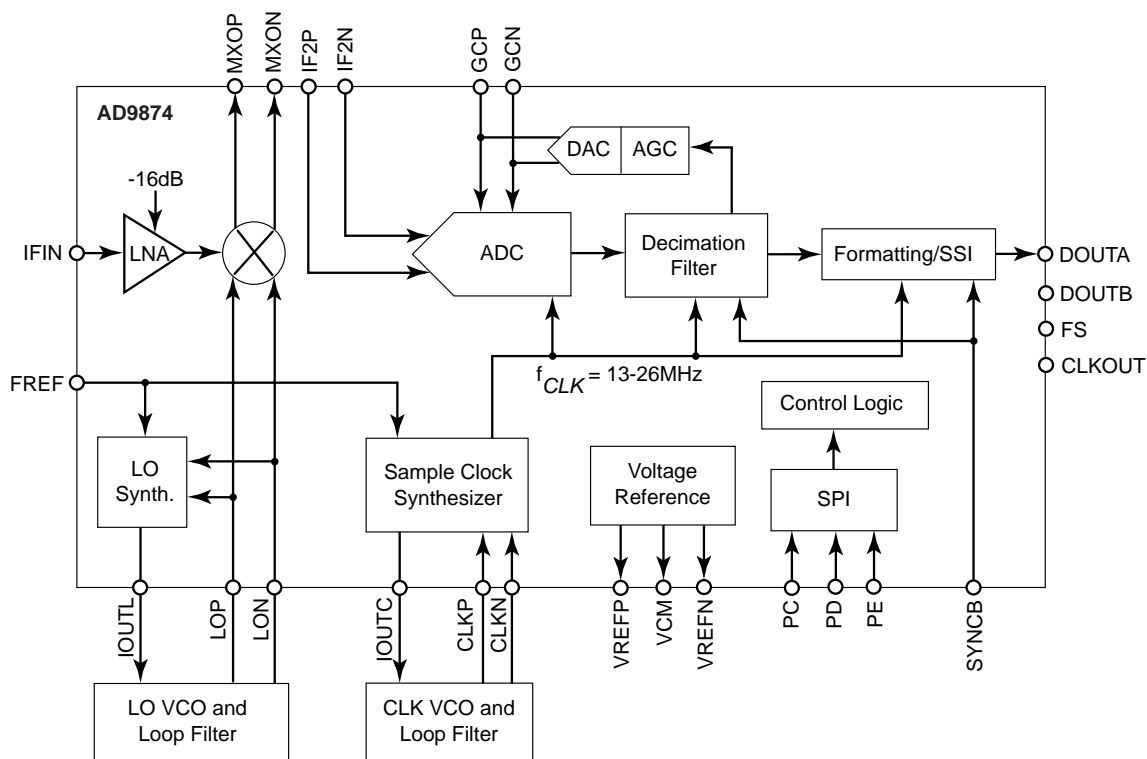 MXOP
MXON
IF2P
IF2N
GCP
GCN
AD9874
DAC
AGC
-16dB
IFIN
LNA
ADC
Decimation
Filter
Formatting/SSI
DOUTA
DOUTB
FS
CLKOUT
FREF
fCLK = 13-26MHz
Control Logic
LO
Synth.
Sample Clock
Synthesizer
Voltage
Reference
SPI
IOUTL
LOP
LON
IOUTC
CLKP
CLKN
VREFP
VCM
VREFN
PC
PD
PE
SYNCB
LO VCO and
Loop Filter
CLK VCO and
Loop Filter